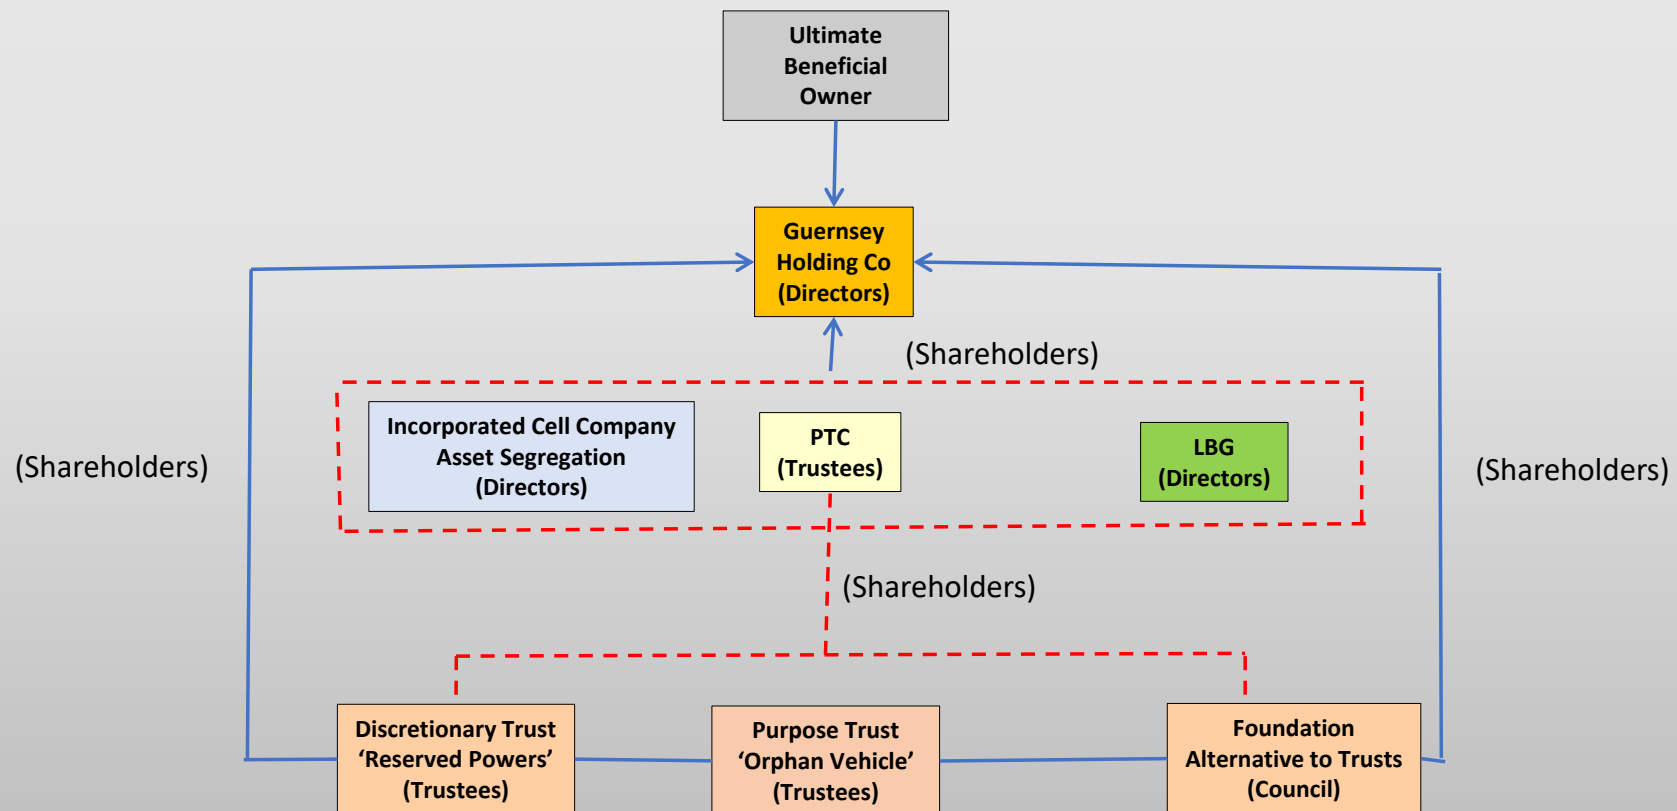 Ultimate
Beneficial
Owner
Guernsey
Holding Co
(Directors)
(Shareholders)
Incorporated Cell Company
Asset Segregation
(Directors)
PTC
(Trustees)
LBG
(Directors)
(Shareholders)
(Shareholders)
(Shareholders)
Discretionary Trust
‘Reserved Powers’
(Trustees)
Purpose Trust
‘Orphan Vehicle’
(Trustees)
Foundation
Alternative to Trusts
(Council)